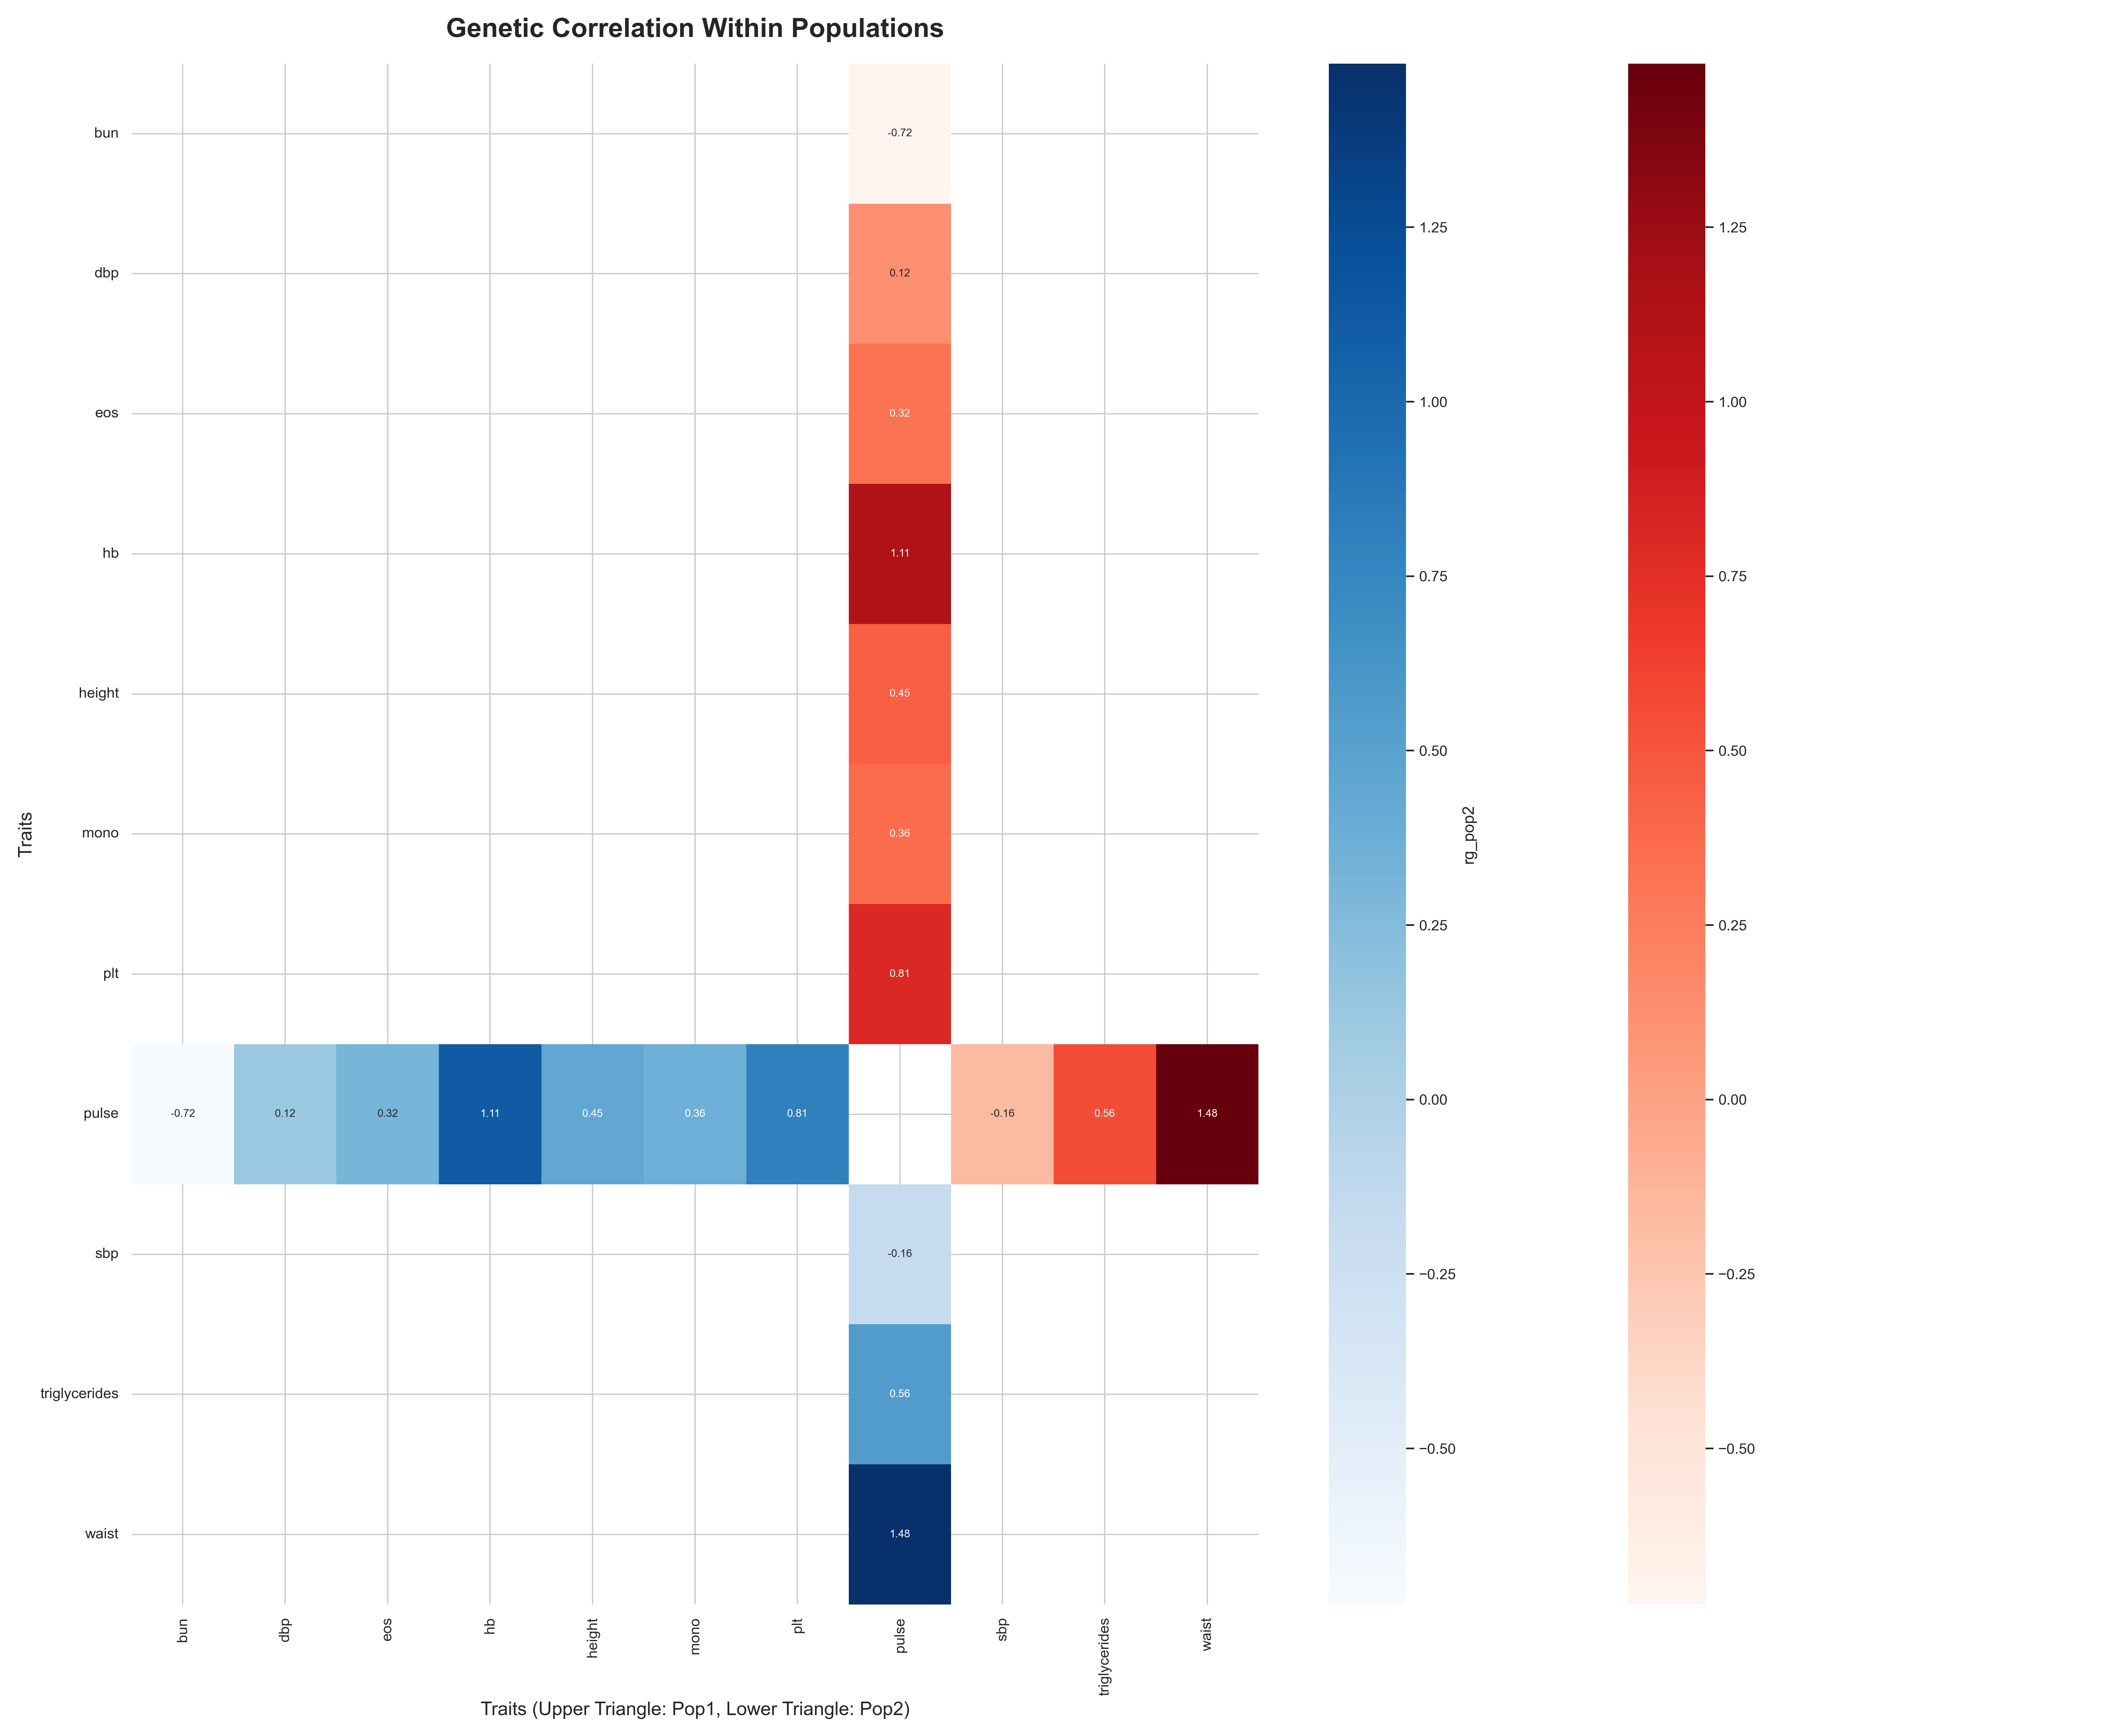 Genetic Correlation Within Populations
Traits
bun
-0.72
dbp
0.12
eos
0.32
hb
1.11
height
0.45
mono
0.36
plt
0.81
pulse
-0.72 0.12 0.32 1.11 0.45 0.36 0.81 -0.16 0.56 1.48
sbp
-0.16
triglycerides
0.56
waist
1.48
bun dbp eos hb height mono plt pulse sbp triglycerides waist
Traits (Upper Triangle: Pop1, Lower Triangle: Pop2)
1.25
1.00
0.75
0.50
0.25
0.00
−0.25
−0.50
rg_pop2
1.25
1.00
0.75
0.50
0.25
0.00
−0.25
−0.50